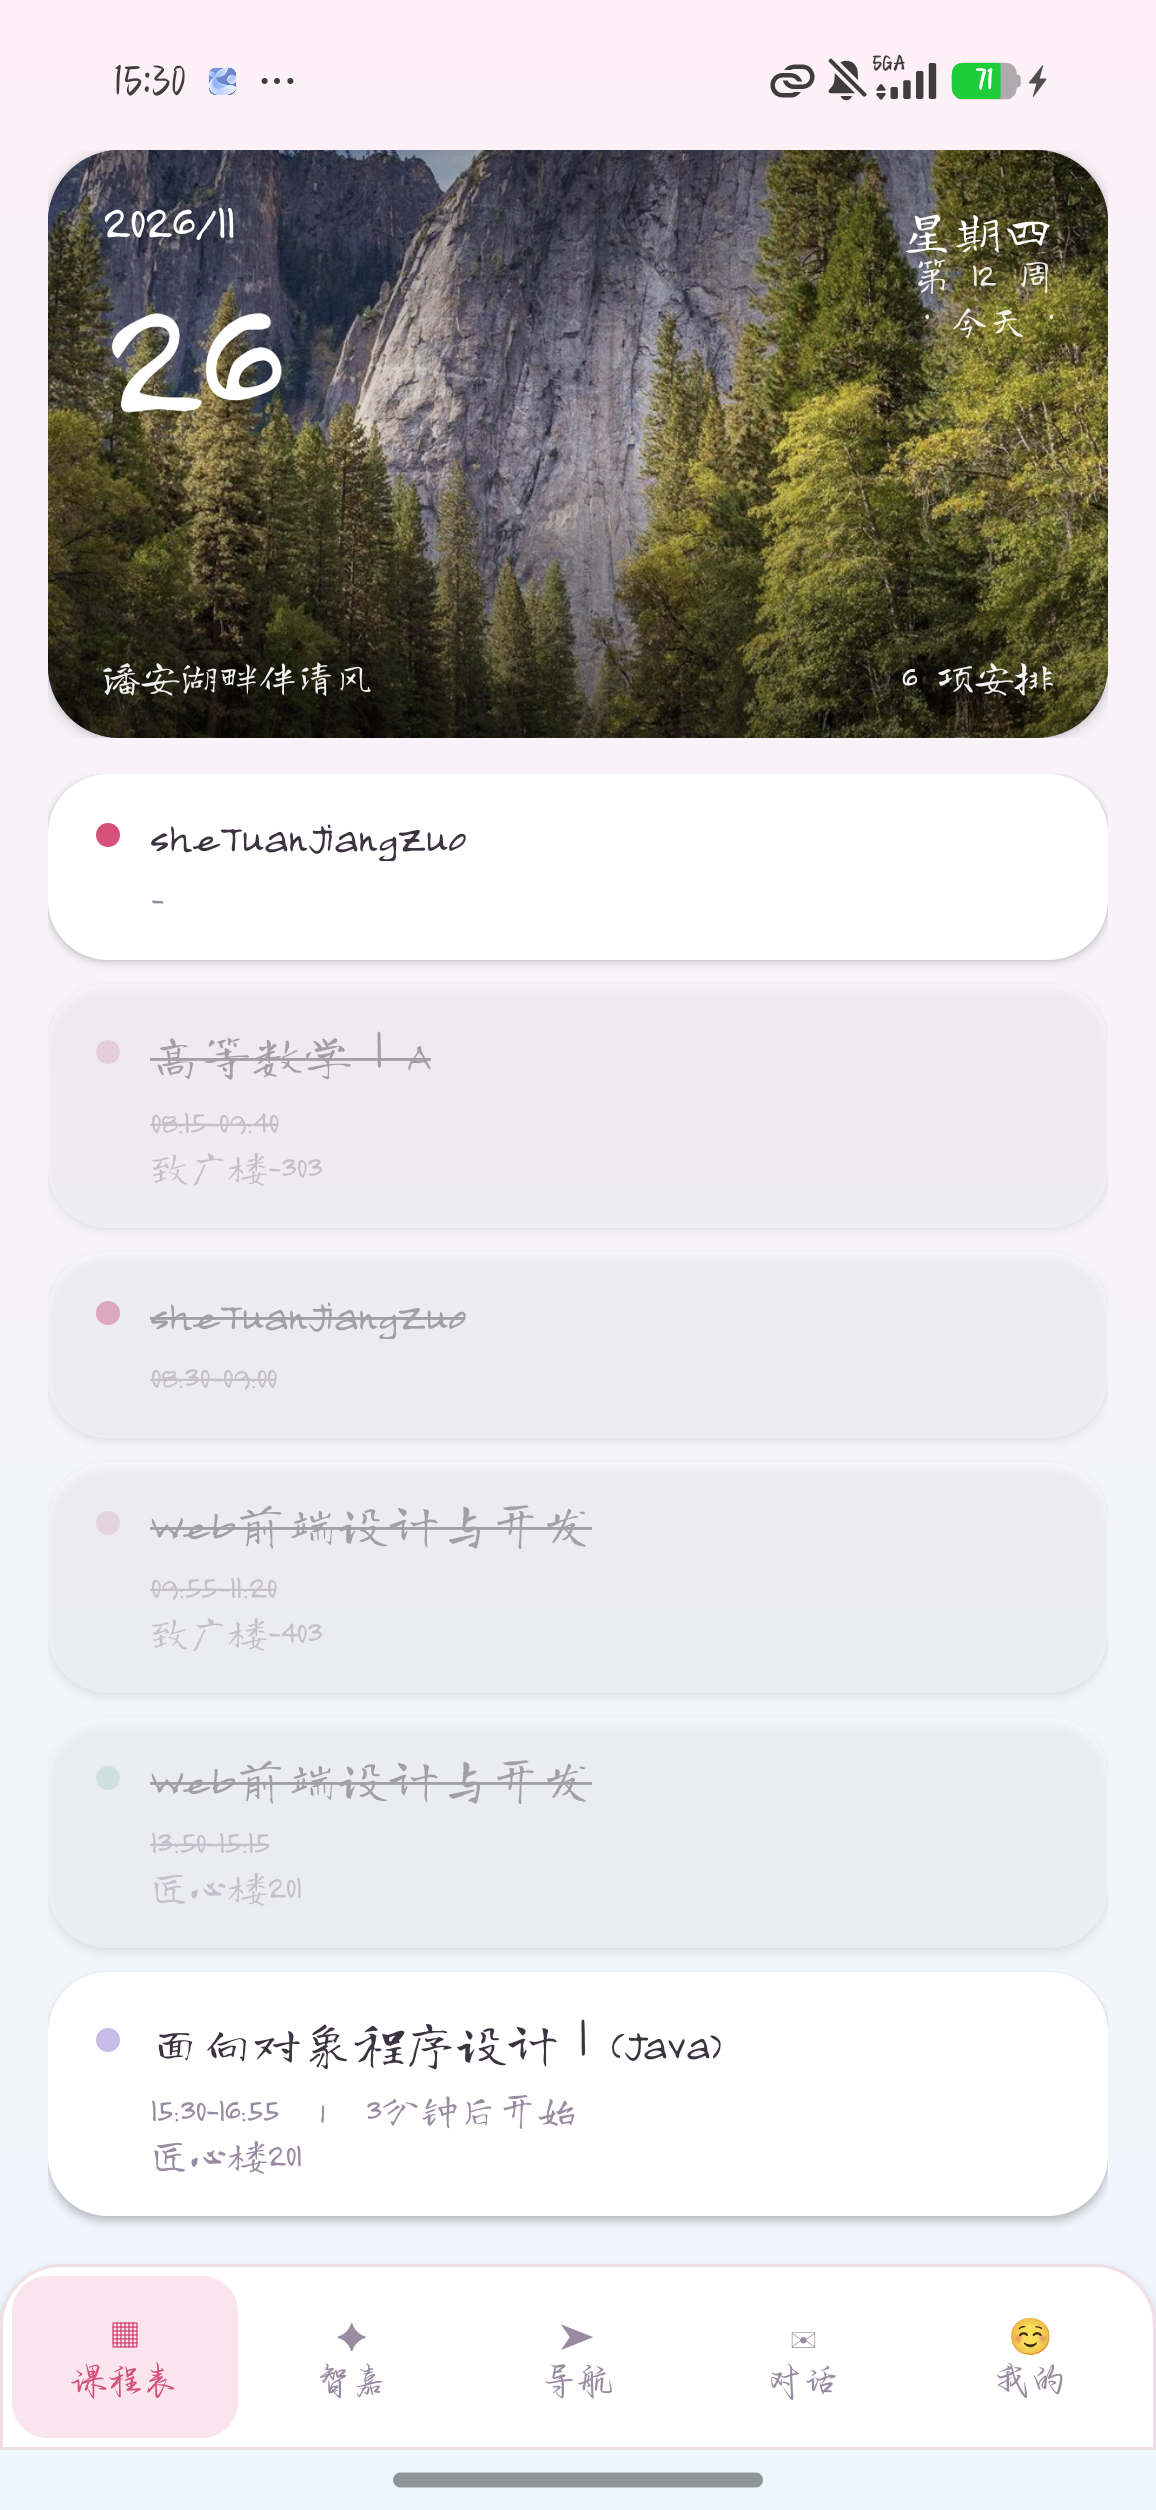 15:30 ... 5GA 71
2026/11
星期四
第 12 周
· 今天 ·
26
潘安湖畔伴清风
6 项安排
sheTuanJiangZuo
-
高等数学 | A
08:15-09:40
致广楼-303
sheTuanJiangZuo
08:30-09:00
Web前端设计与开发
09:55-11:20
致广楼-403
Web前端设计与开发
13:50-15:15
匠心楼201
面向对象程序设计 | (Java)
15:30-16:55 | 3分钟后开始
匠心楼201
课程表
智嘉
导航
对话
我的